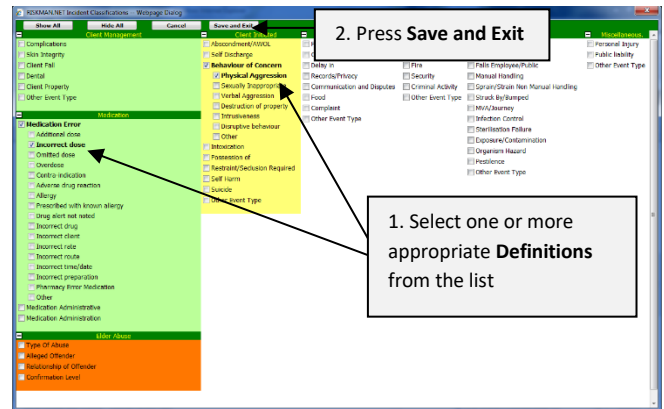 RISKMAN.NET Incident Classifications -- Webpage Dialog
Show All Hide All Cancel Save and Exit
Client Management
Complications
Skin Integrity
Client Fall
Dental
Client Property
Other Event Type
Medication
Medication Error
Additional dose
Incorrect dose
Omitted dose
Overdose
Contra-indication
Adverse drug reaction
Allergy
Prescribed with known allergy
Drug alert not noted
Incorrect drug
Incorrect client
Incorrect rate
Incorrect route
Incorrect time/date
Incorrect preparation
Pharmacy Error Medication
Other
Medication Administrative
Medication Administration
Elder Abuse
Type Of Abuse
Alleged Offender
Relationship of Offender
Confirmation Level
Client Initiated
Abscondment/AWOL
Self Discharge
Behaviour of Concern
Physical Aggression
Sexually Inappropri
Verbal Aggression
Destruction of property
Intrusiveness
Disruptive behaviour
Other
Intoxication
Possession of
Restraint/Seclusion Required
Self Harm
Suicide
Other Event Type
Delay in
Records/Privacy
Communication and Disputes
Food
Complaint
Other Event Type
Fire
Security
Criminal Activity
Other Event Type
Falls Employee/Public
Manual Handling
Sprain/Strain Non Manual Handling
Struck By/Bumped
MVA/Journey
Infection Control
Sterilisation Failure
Exposure/Contamination
Organism Hazard
Pestilence
Other Event Type
Miscellaneous.
Personal Injury
Public liability
Other Event Type
2. Press Save and Exit
1. Select one or more
appropriate Definitions
from the list